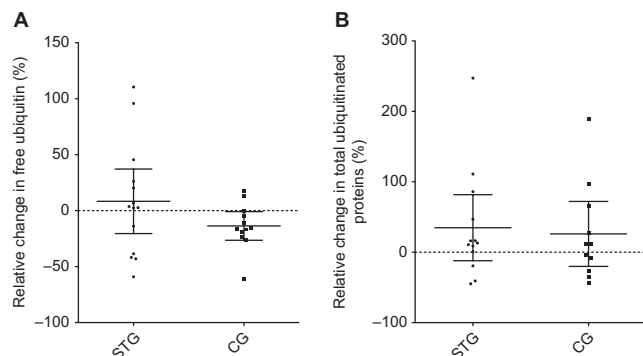 A
Relative change in free ubiquitin (%)
150
100
50
0
–50
–100
STG
CG
B
Relative change in total ubiquitinated
proteins (%)
300
200
100
0
–100
STG
CG